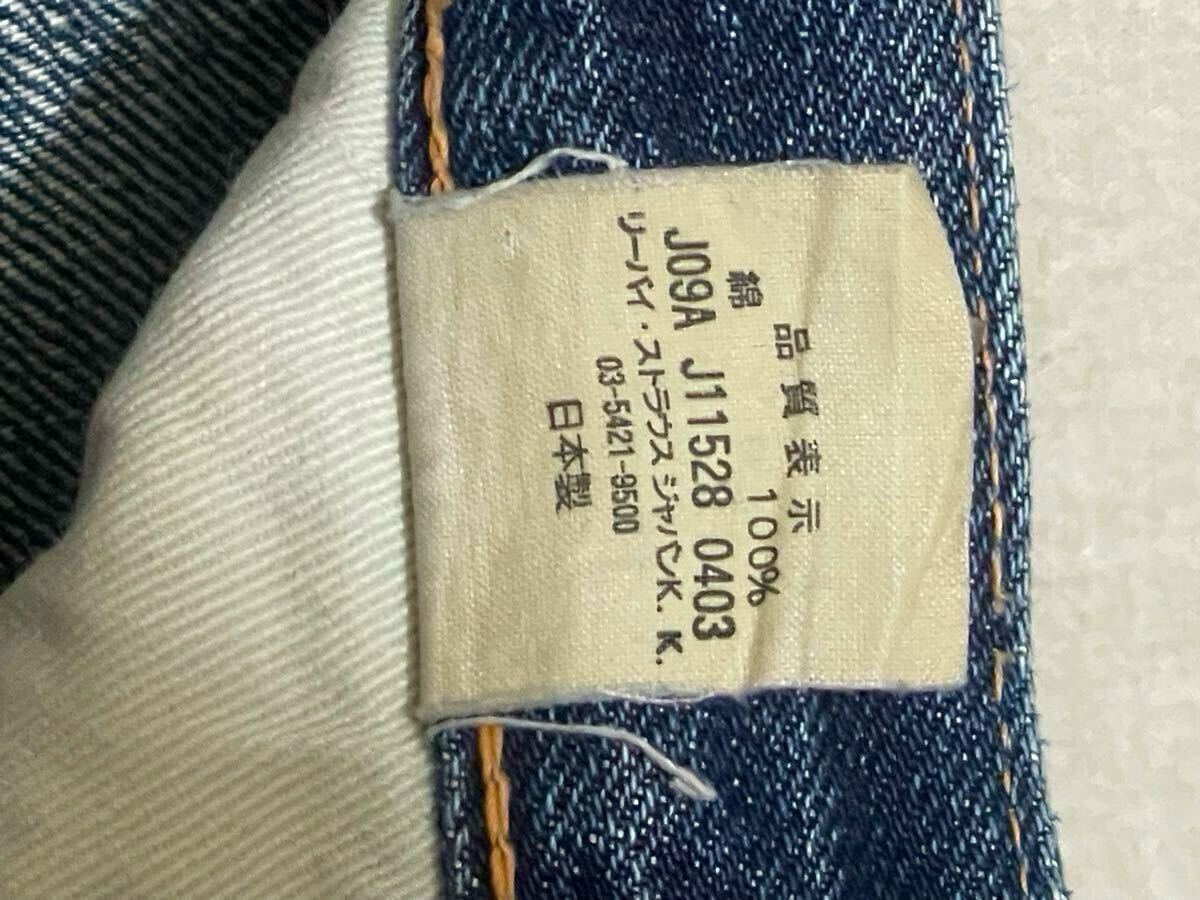 品質表示
綿 100%
J09A J11528 0403
リーバイ・ストラウス ジャパンK.K.
03-5421-9500
日本製